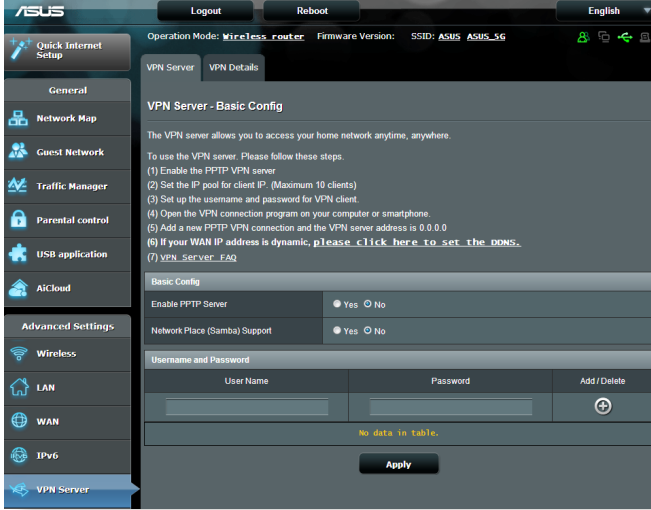 ASUS
Logout Reboot English
Quick Internet Setup
Operation Mode: Wireless router Firmware Version: SSID: ASUS ASUS_5G
VPN Server VPN Details
General
Network Map
Guest Network
Traffic Manager
Parental control
USB application
AiCloud
Advanced Settings
Wireless
LAN
WAN
IPv6
VPN Server
VPN Server - Basic Config
The VPN server allows you to access your home network anytime, anywhere.
To use the VPN server. Please follow these steps.
(1) Enable the PPTP VPN server
(2) Set the IP pool for client IP. (Maximum 10 clients)
(3) Set up the username and password for VPN client.
(4) Open the VPN connection program on your computer or smartphone.
(5) Add a new PPTP VPN connection and the VPN server address is 0.0.0.0
(6) If your WAN IP address is dynamic, please click here to set the DDNS.
(7) VPN Server FAQ
Basic Config
Enable PPTP Server Yes No
Network Place (Samba) Support Yes No
Username and Password
User Name Password Add / Delete
No data in table.
Apply